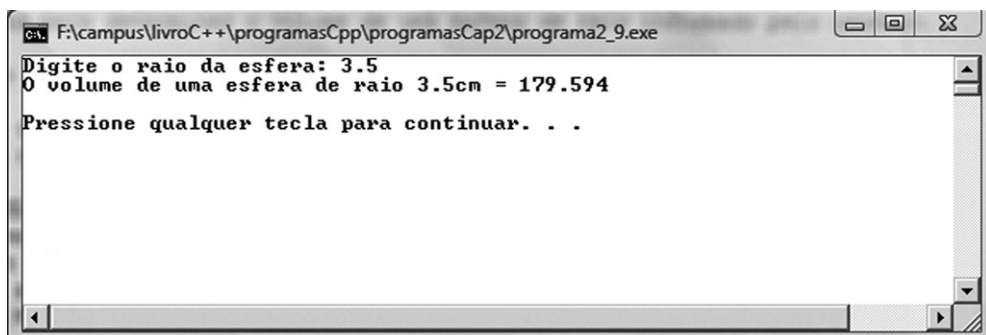 F:\campus\livroC++\programasCpp\programasCap2\programa2_9.exe
Digite o raio da esfera: 3.5
O volume de uma esfera de raio 3.5cm = 179.594
Pressione qualquer tecla para continuar. . .